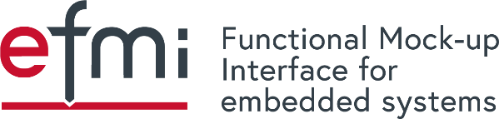 efmi
Functional Mock-up
Interface for
embedded systems